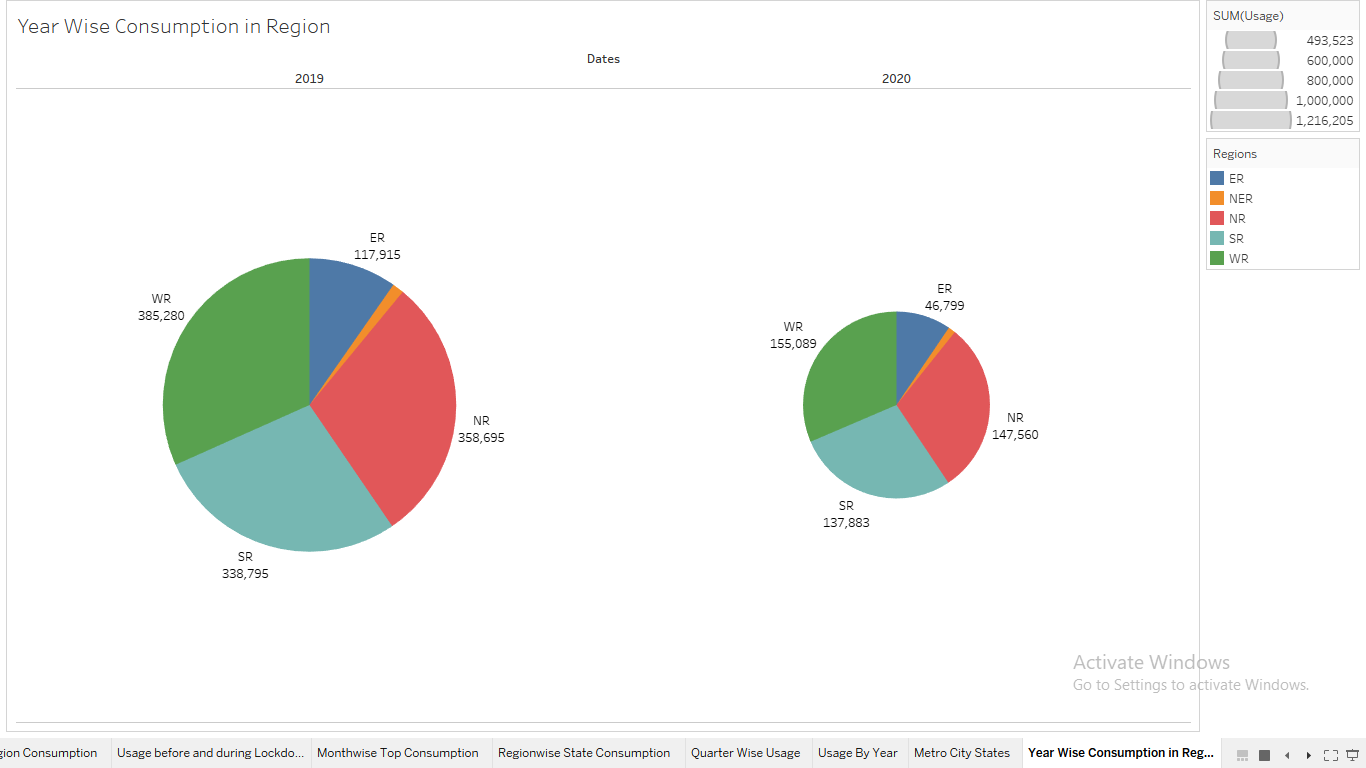 Year Wise Consumption in Region
Dates
2019
2020
ER
117,915
WR
385,280
NR
358,695
SR
338,795
ER
46,799
WR
155,089
NR
147,560
SR
137,883
SUM(Usage)
493,523
600,000
800,000
1,000,000
1,216,205
Regions
ER
NER
NR
SR
WR
Activate Windows
Go to Settings to activate Windows.
gion Consumption
Usage before and during Lockdo...
Monthwise Top Consumption
Regionwise State Consumption
Quarter Wise Usage
Usage By Year
Metro City States
Year Wise Consumption in Reg...